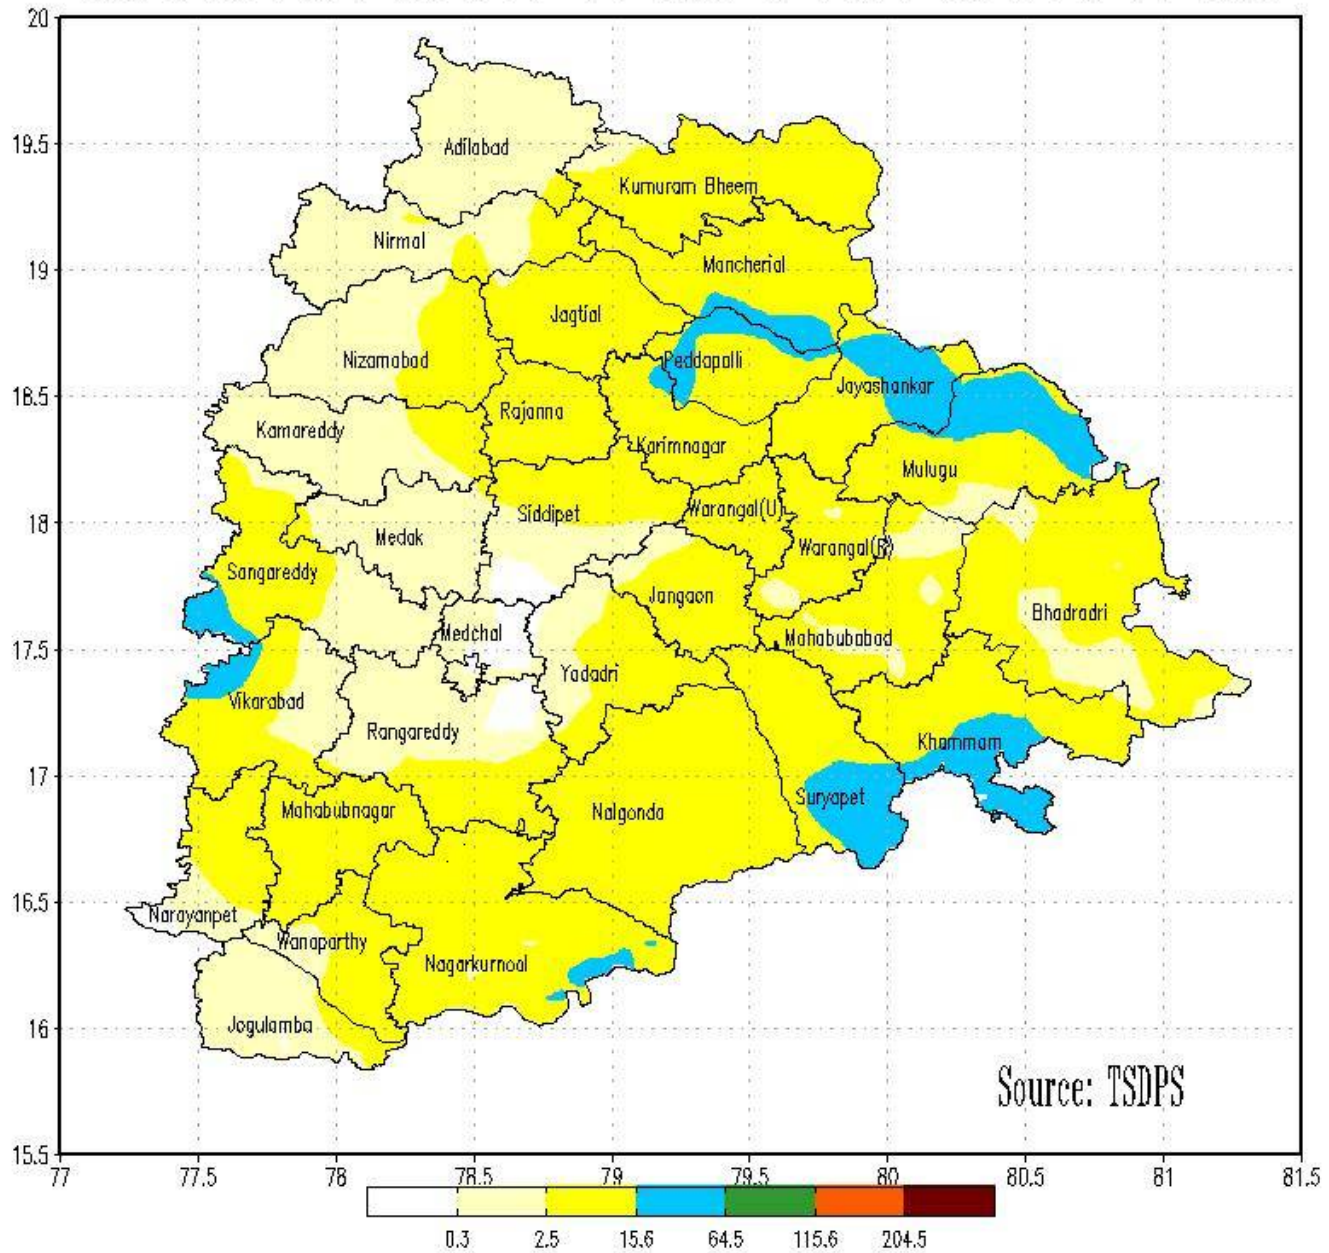 20
19.5
19
18.5
18
17.5
17
16.5
16
15.5
Adilabad
Kumuram Bheem
Nirmal
Mancherial
Jagtial
Nizamabad
Peddapalli
Jayashankar
Rajanna
Kamareddy
Karimnagar
Mulugu
Siddipet
Warangal(U)
Medak
Warangal(R)
Sangareddy
Jangaon
Bhadradri
Medchal
Mahabubabad
Yadadri
Vikarabad
Rangareddy
Khammam
Mahabubnagar
Nalgonda
Suryapet
Narayanpet
Wanaparthy
Nagarkurnool
Jogulamba
Source: TSDPS
77 77.5 78 78.5 79 79.5 80 80.5 81 81.5
0.3 2.5 15.6 64.5 115.6 204.5